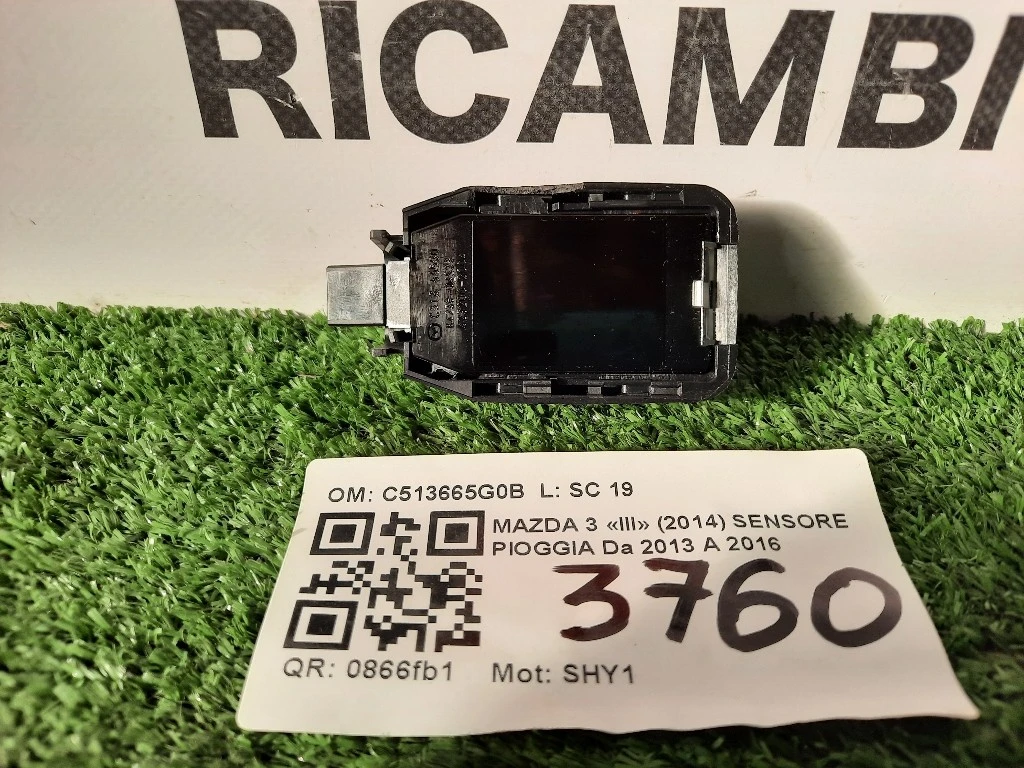 RICAMBI
OM: C513665G0B L: SC 19
MAZDA 3 «III» (2014) SENSORE
PIOGGIA Da 2013 A 2016
3760
QR: 0866fb1 Mot: SHY1